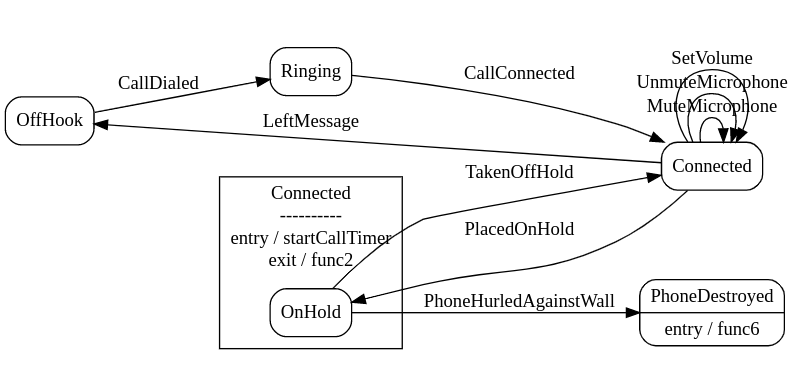 SetVolume
Ringing
CallConnected
CallDialed
UnmuteMicrophone
MuteMicrophone
OffHook
LeftMessage
Connected
TakenOffHold
Connected
----------
PlacedOnHold
entry / startCallTimer
exit / func2
OnHold
PhoneHurledAgainstWall
PhoneDestroyed
entry / func6